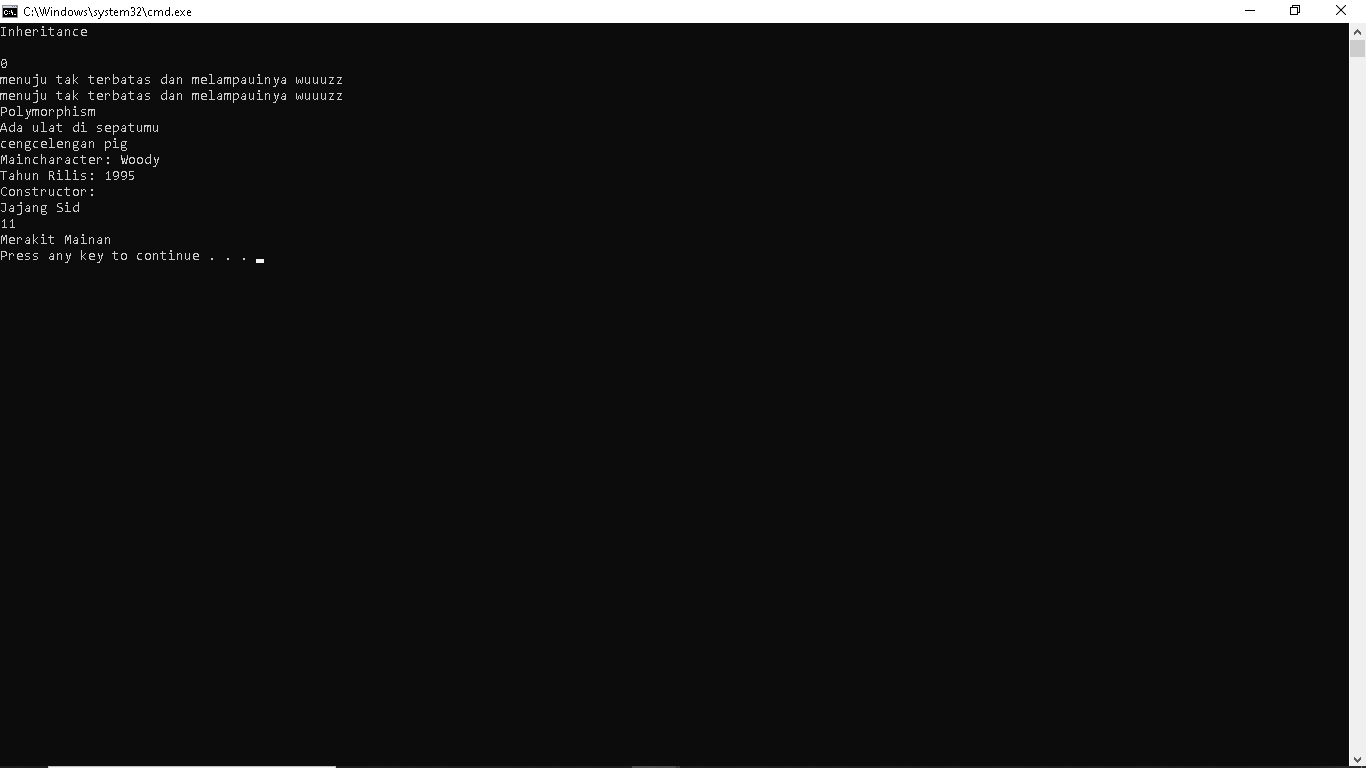 C:\Windows\system32\cmd.exe
Inheritance
0
menuju tak terbatas dan melampauinya wuuuzz
menuju tak terbatas dan melampauinya wuuuzz
Polymorphism
Ada ulat di sepatumu
cengcelengan pig
Maincharacter: Woody
Tahun Rilis: 1995
Constructor:
Jajang Sid
11
Merakit Mainan
Press any key to continue . . .